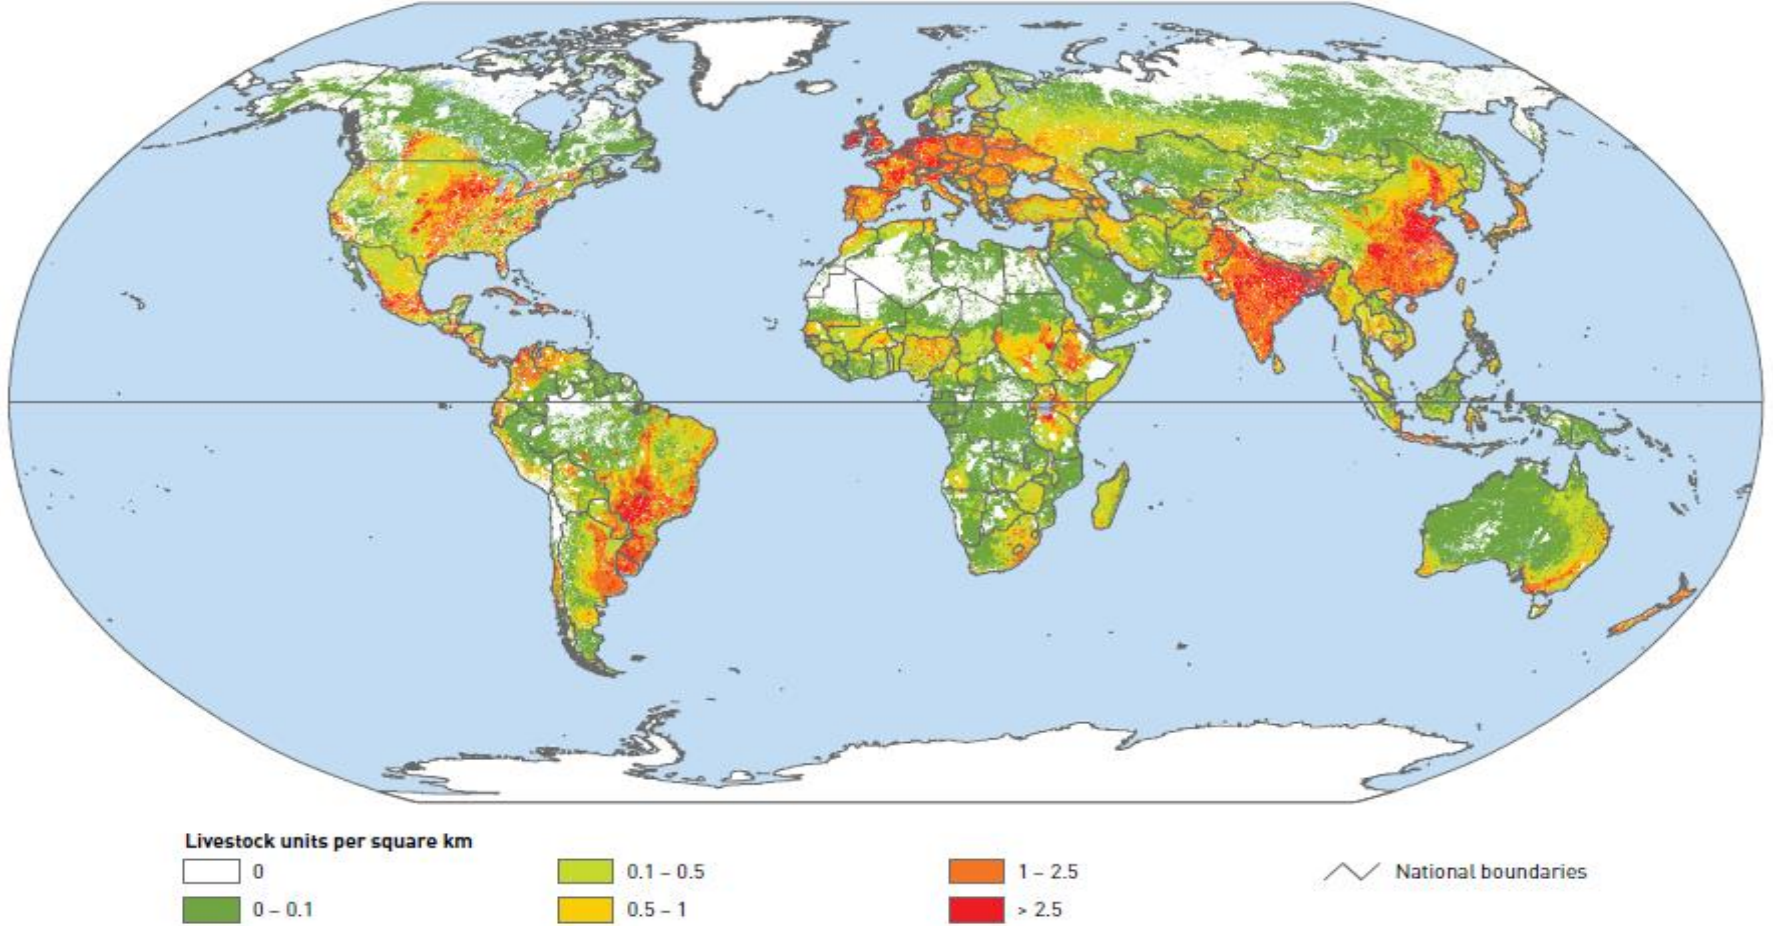 Livestock units per square km
0
0.1 – 0.5
1 – 2.5
National boundaries
0 – 0.1
0.5 – 1
> 2.5